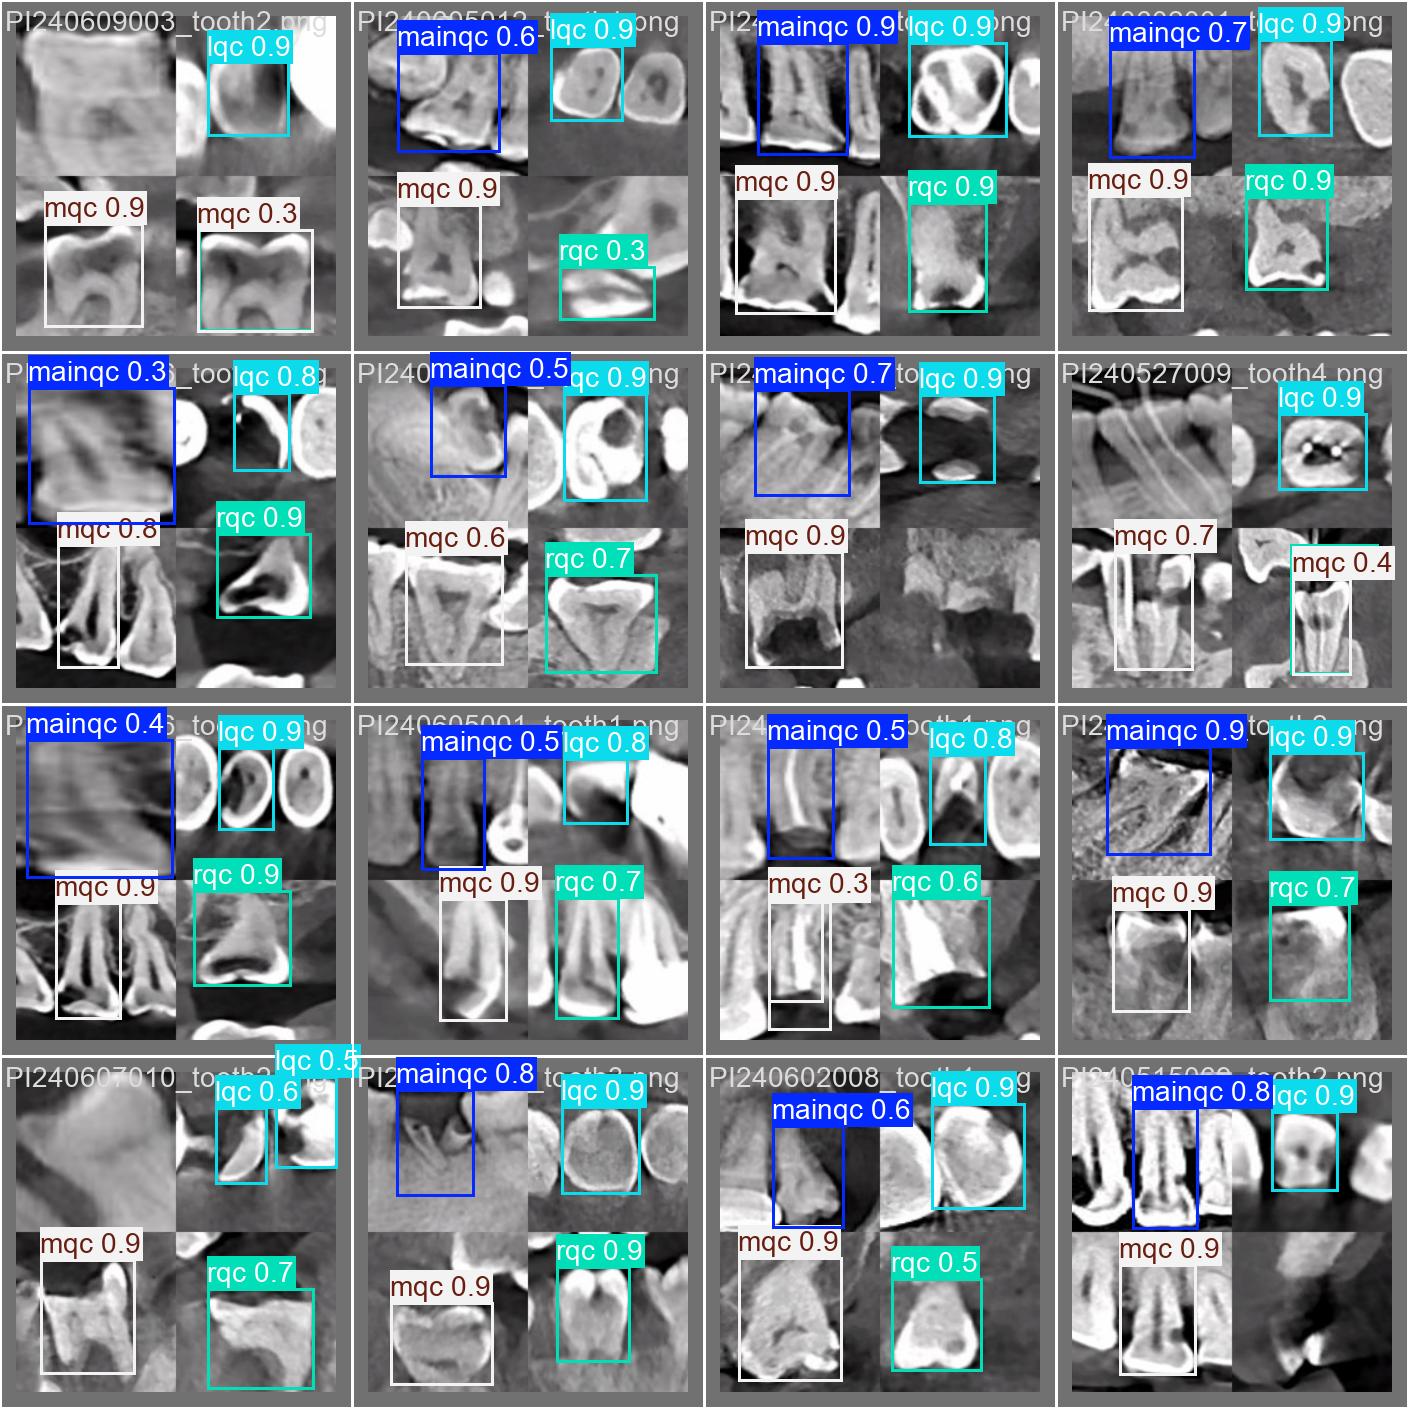 PI240609003_tooth2.png
lqc 0.9
mqc 0.9
mqc 0.3
mainqc 0.6
lqc 0.9
mqc 0.9
rqc 0.3
mainqc 0.9
lqc 0.9
mqc 0.9
rqc 0.9
mainqc 0.7
lqc 0.9
mqc 0.9
rqc 0.9
mainqc 0.3
lqc 0.8
mqc 0.8
rqc 0.9
mainqc 0.5
lqc 0.9
mqc 0.6
rqc 0.7
mainqc 0.7
lqc 0.9
mqc 0.9
PI240527009_tooth4.png
lqc 0.9
mqc 0.7
mqc 0.4
mainqc 0.4
lqc 0.9
mqc 0.9
rqc 0.9
PI240605001_tooth1.png
mainqc 0.5
lqc 0.8
mqc 0.9
rqc 0.7
mainqc 0.5
lqc 0.8
mqc 0.3
rqc 0.6
mainqc 0.9
lqc 0.9
mqc 0.9
rqc 0.7
lqc 0.5
lqc 0.6
mqc 0.9
rqc 0.7
mainqc 0.8
lqc 0.9
mqc 0.9
rqc 0.9
mainqc 0.6
lqc 0.9
mqc 0.9
rqc 0.5
mainqc 0.8
lqc 0.9
mqc 0.9